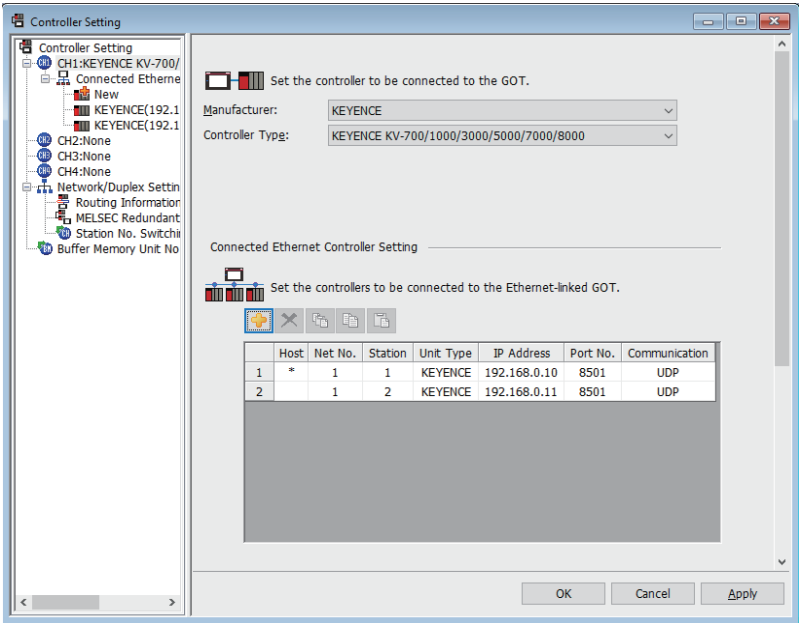 Controller Setting
Controller Setting
CH1:KEYENCE KV-700/
Connected Etherne
New
KEYENCE(192.1
KEYENCE(192.1
CH2:None
CH3:None
CH4:None
Network/Duplex Settin
Routing Information
MELSEC Redundant
Station No. Switchi
Buffer Memory Unit No
Set the controller to be connected to the GOT.
Manufacturer: KEYENCE
Controller Type: KEYENCE KV-700/1000/3000/5000/7000/8000
Connected Ethernet Controller Setting
Set the controllers to be connected to the Ethernet-linked GOT.
Host Net No. Station Unit Type IP Address Port No. Communication
1 * 1 1 KEYENCE 192.168.0.10 8501 UDP
2 1 2 KEYENCE 192.168.0.11 8501 UDP
OK Cancel Apply